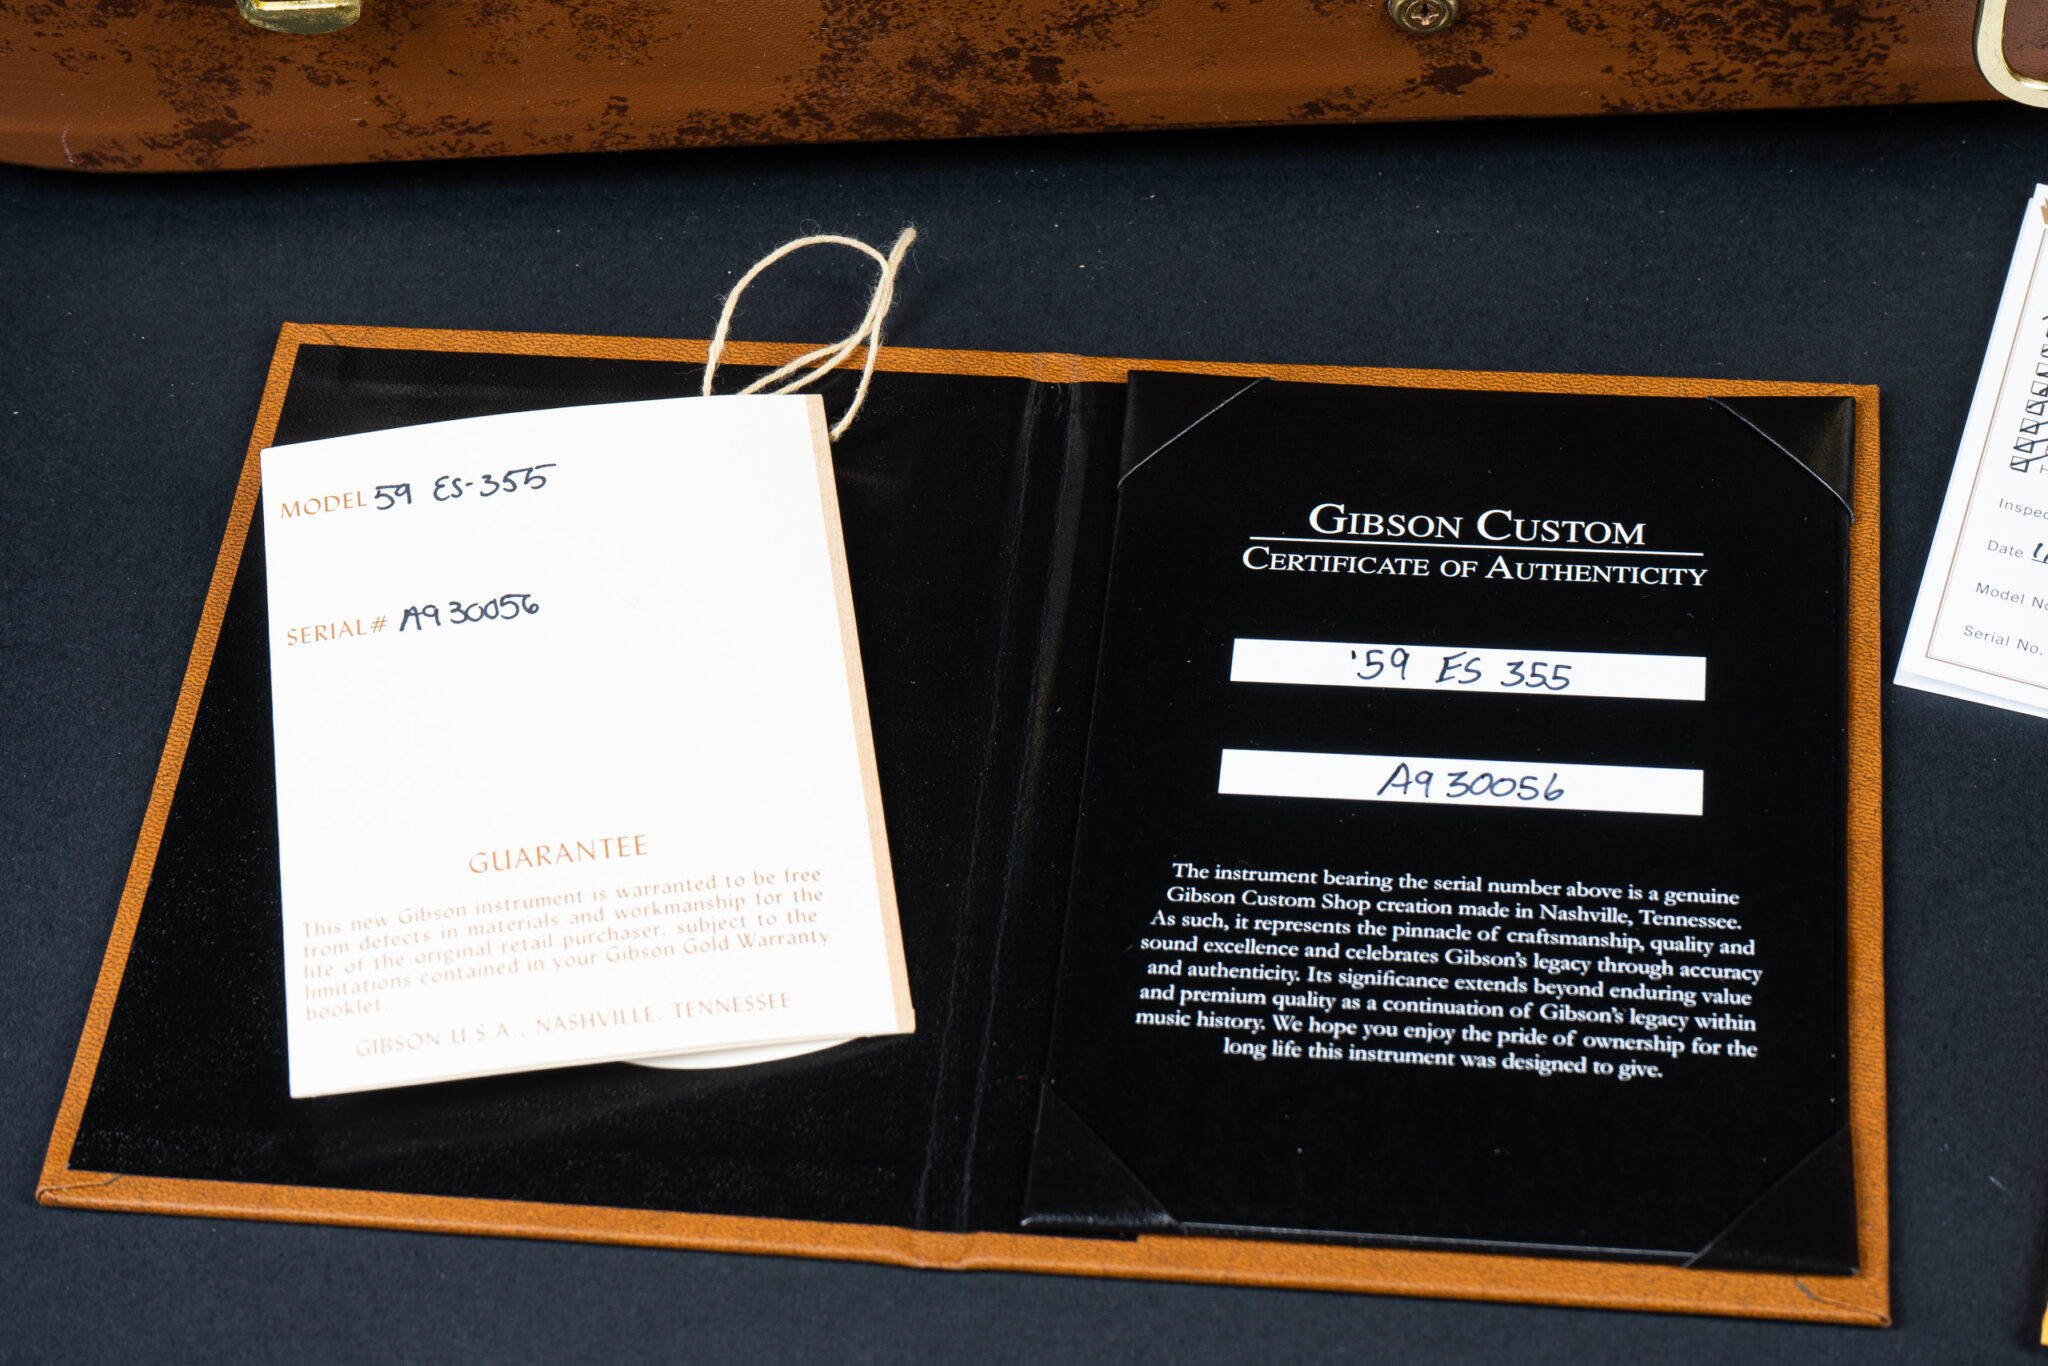 MODEL 59 ES-355
SERIAL# A930056
GUARANTEE
This new Gibson instrument is warranted to be free
from defects in materials and workmanship for the
life of the original retail purchaser, subject to the
limitations contained in your Gibson Gold Warranty
booklet.
GIBSON U.S.A., NASHVILLE, TENNESSEE
GIBSON CUSTOM
CERTIFICATE OF AUTHENTICITY
'59 ES 355
A930056
The instrument bearing the serial number above is a genuine
Gibson Custom Shop creation made in Nashville, Tennessee.
As such, it represents the pinnacle of craftsmanship, quality and
sound excellence and celebrates Gibson's legacy through accuracy
and authenticity. Its significance extends beyond enduring value
and premium quality as a continuation of Gibson's legacy within
music history. We hope you enjoy the pride of ownership for the
long life this instrument was designed to give.
Date
Model
Serial No.